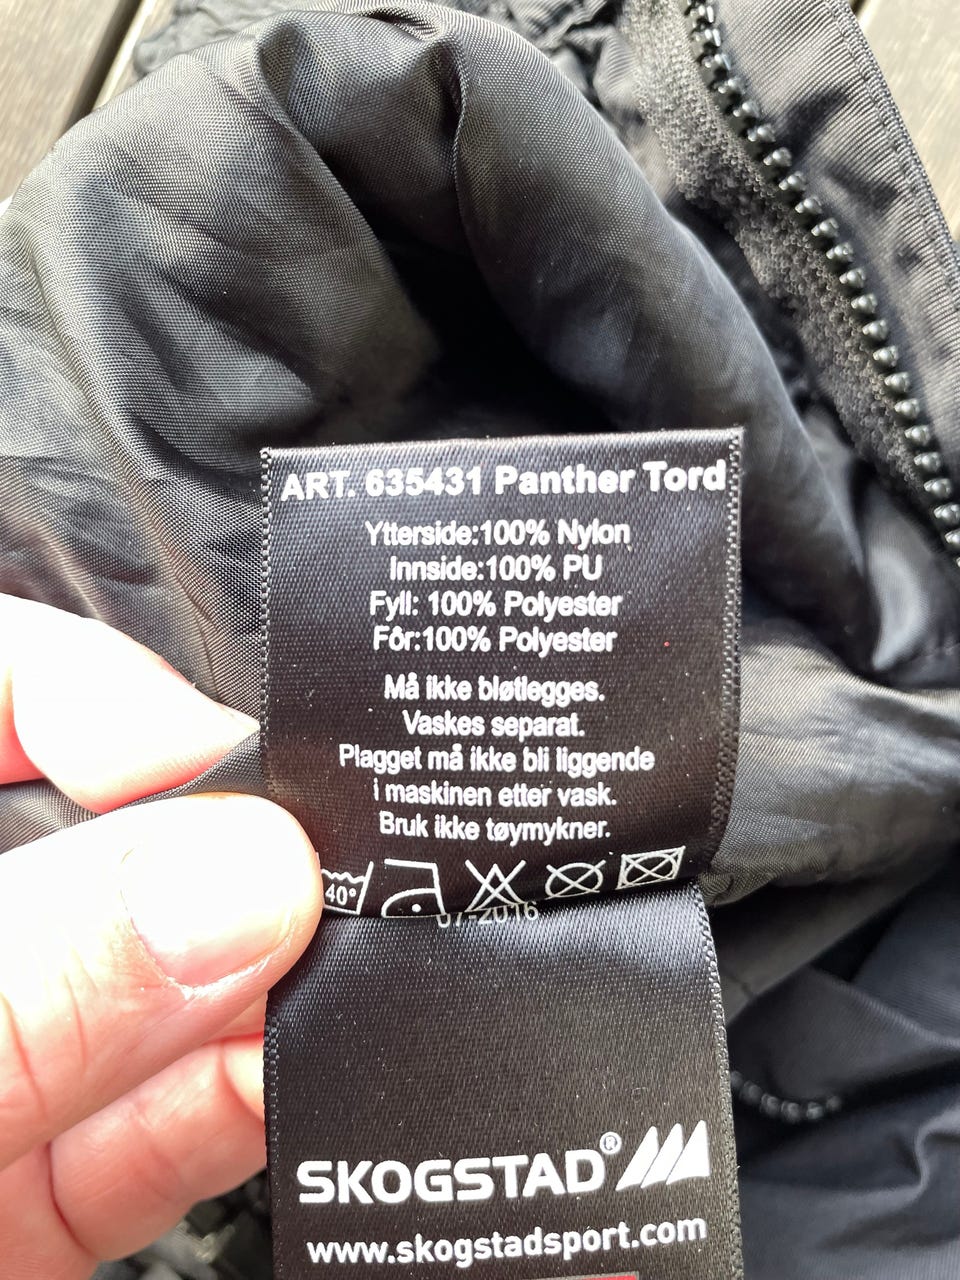 ART. 635431 Panther Tord
Ytterside:100% Nylon
Innside:100% PU
Fyll: 100% Polyester
Fôr:100% Polyester
Må ikke bløtlegges.
Vaskes separat.
Plagget må ikke bli liggende
i maskinen etter vask.
Bruk ikke tøymykner.
40°
07-2016
SKOGSTAD®
www.skogstadsport.com